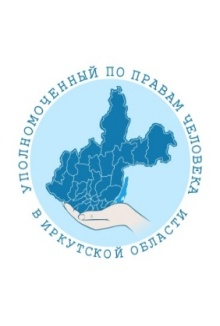 УПОЛНОМОЧЕННЫЙ ПО ПРАВАМ ЧЕЛОВЕКА
В ИРКУТСКОЙ ОБЛАСТИ